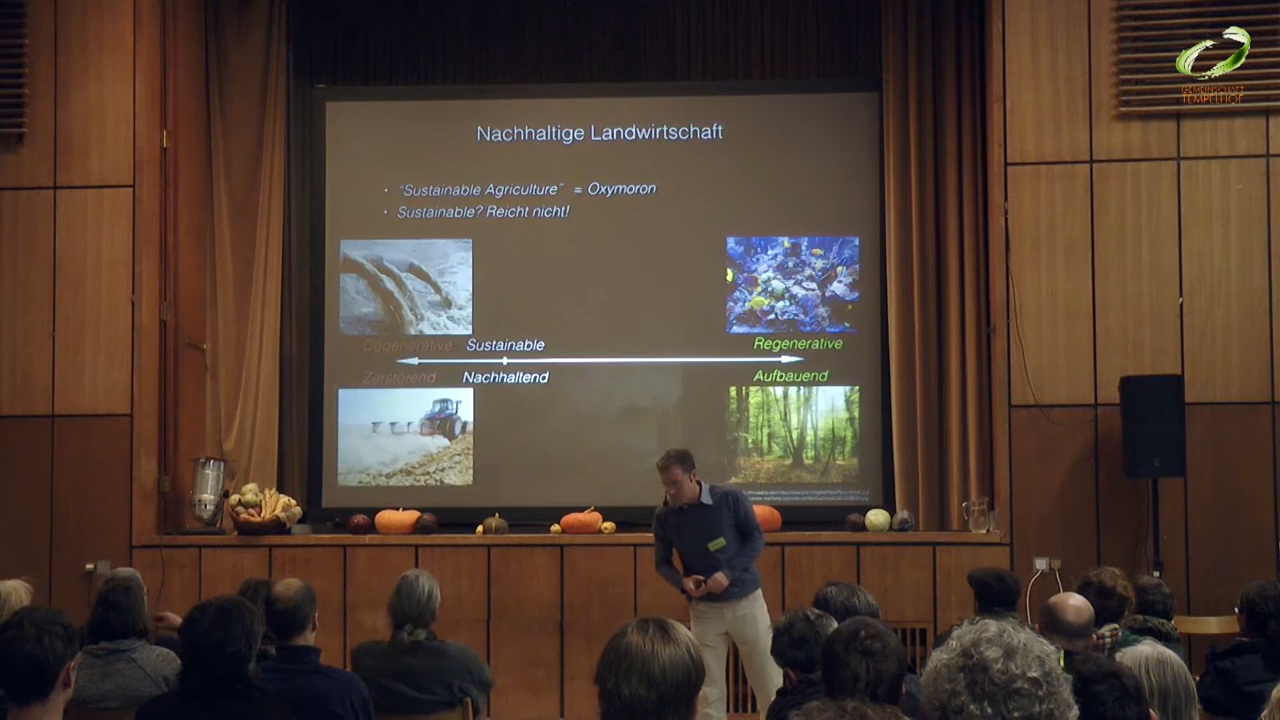 GEMEINSCHAFT
TEMPELHOF
Nachhaltige Landwirtschaft
· "Sustainable Agriculture" = Oxymoron
· Sustainable? Reicht nicht!
Degenerative Sustainable Regenerative
Zerstörend Nachhaltend Aufbauend